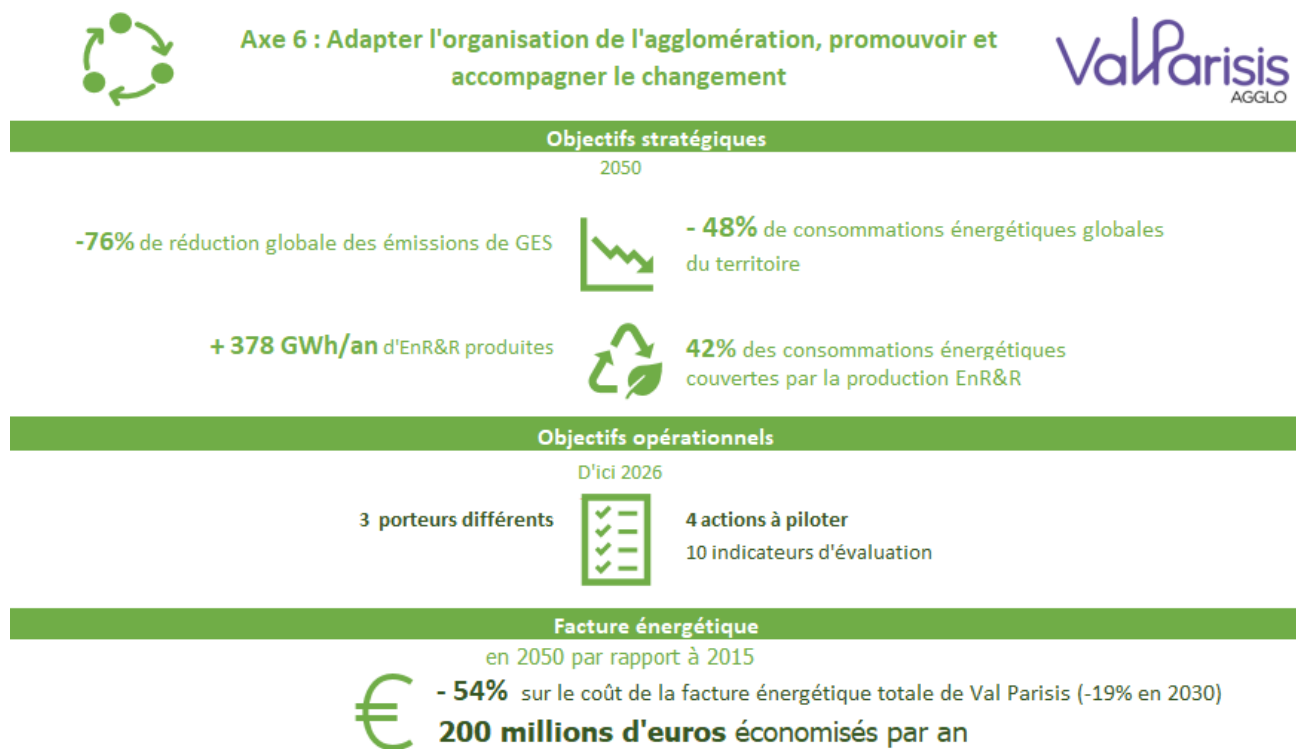 Axe 6 : Adapter l'organisation de l'agglomération, promouvoir et
accompagner le changement
ValParisis
AGGLO
Objectifs stratégiques
2050
-76% de réduction globale des émissions de GES
- 48% de consommations énergétiques globales
du territoire
+ 378 GWh/an d'EnR&R produites
42% des consommations énergétiques
couvertes par la production EnR&R
Objectifs opérationnels
D'ici 2026
3 porteurs différents
4 actions à piloter
10 indicateurs d'évaluation
Facture énergétique
en 2050 par rapport à 2015
€
- 54% sur le coût de la facture énergétique totale de Val Parisis (-19% en 2030)
200 millions d'euros économisés par an